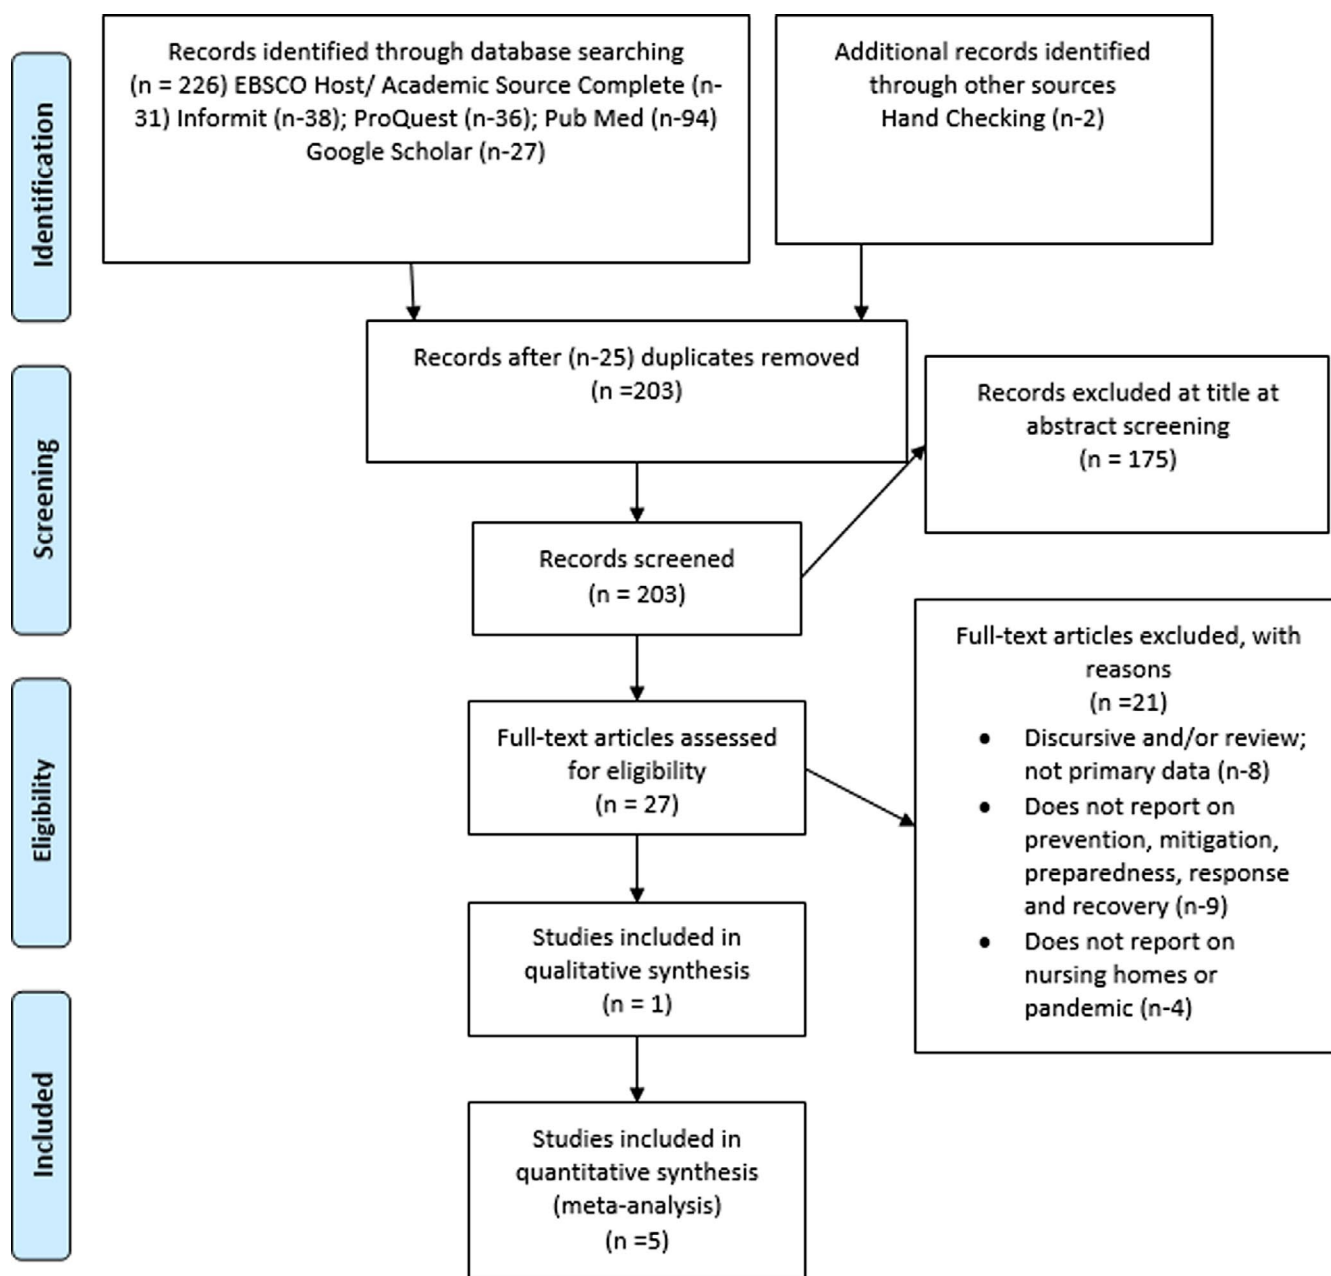 Identification
Records identified through database searching
(n = 226) EBSCO Host/ Academic Source Complete (n-
31) Informit (n-38); ProQuest (n-36); Pub Med (n-94)
Google Scholar (n-27)
Additional records identified
through other sources
Hand Checking (n-2)
Screening
Records after (n-25) duplicates removed
(n =203)
Records excluded at title at
abstract screening
(n = 175)
Records screened
(n = 203)
Eligibility
Full-text articles assessed
for eligibility
(n = 27)
Full-text articles excluded, with
reasons
(n =21)
● Discursive and/or review;
not primary data (n-8)
● Does not report on
prevention, mitigation,
preparedness, response
and recovery (n-9)
● Does not report on
nursing homes or
pandemic (n-4)
Studies included in
qualitative synthesis
(n = 1)
Included
Studies included in
quantitative synthesis
(meta-analysis)
(n =5)